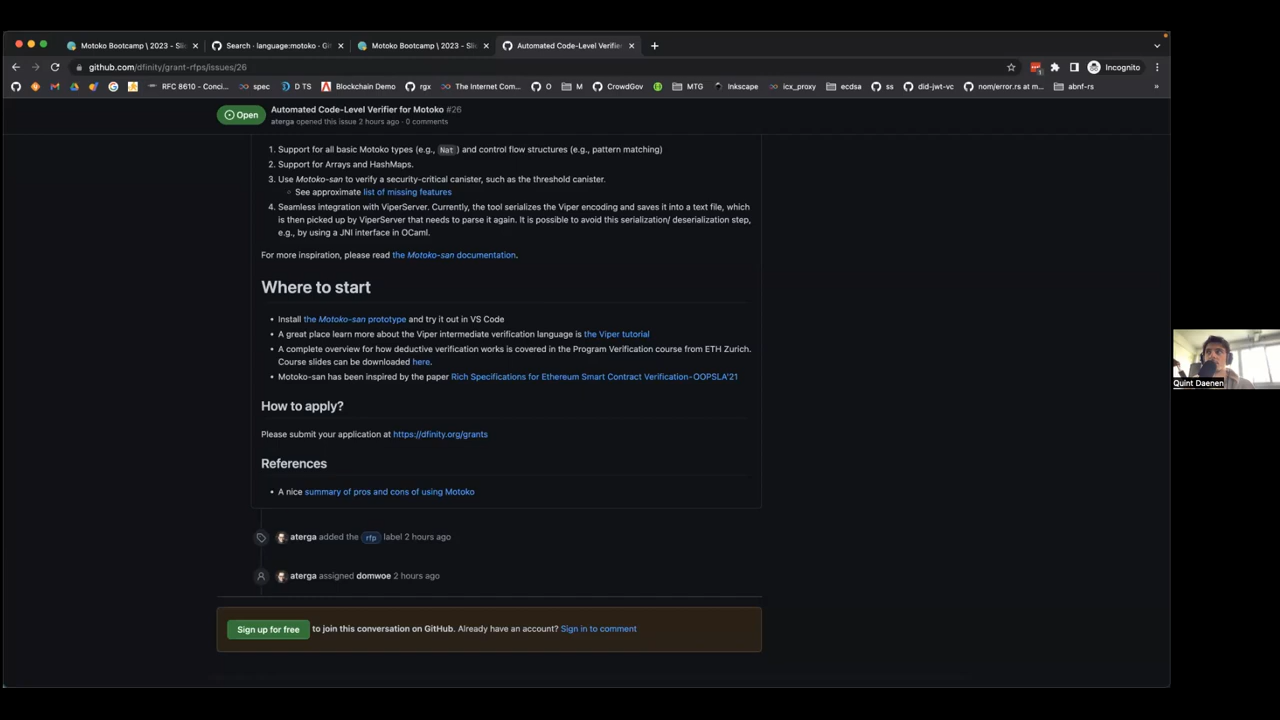 Motoko Bootcamp \ 2023 - Sli
Search · language:motoko · Gi
Motoko Bootcamp \ 2023 - Sli
Automated Code-Level Verifier
github.com/dfinity/grant-rfps/issues/26
Incognito
RFC 8610 - Conci...
spec
D TS
Blockchain Demo
rgx
The Internet Com...
O
M
CrowdGov
MTG
Inkscape
icx_proxy
ecdsa
ss
did-jwt-vc
nom/error.rs at m...
abnf-rs
»
Open
Automated Code-Level Verifier for Motoko #26
aterga opened this issue 2 hours ago · 0 comments
1. Support for all basic Motoko types (e.g., Nat ) and control flow structures (e.g., pattern matching)
2. Support for Arrays and HashMaps.
3. Use Motoko-san to verify a security-critical canister, such as the threshold canister.
See approximate list of missing features
4. Seamless integration with ViperServer. Currently, the tool serializes the Viper encoding and saves it into a text file, which
is then picked up by ViperServer that needs to parse it again. It is possible to avoid this serialization/ deserialization step,
e.g., by using a JNI interface in OCaml.
For more inspiration, please read the Motoko-san documentation.
Where to start
• Install the Motoko-san prototype and try it out in VS Code
• A great place learn more about the Viper intermediate verification language is the Viper tutorial
• A complete overview for how deductive verification works is covered in the Program Verification course from ETH Zurich.
Course slides can be downloaded here.
• Motoko-san has been inspired by the paper Rich Specifications for Ethereum Smart Contract Verification-OOPSLA'21
How to apply?
Please submit your application at https://dfinity.org/grants
References
• A nice summary of pros and cons of using Motoko
aterga added the rfp label 2 hours ago
aterga assigned domwoe 2 hours ago
Sign up for free to join this conversation on GitHub. Already have an account? Sign in to comment
Quint Daenen